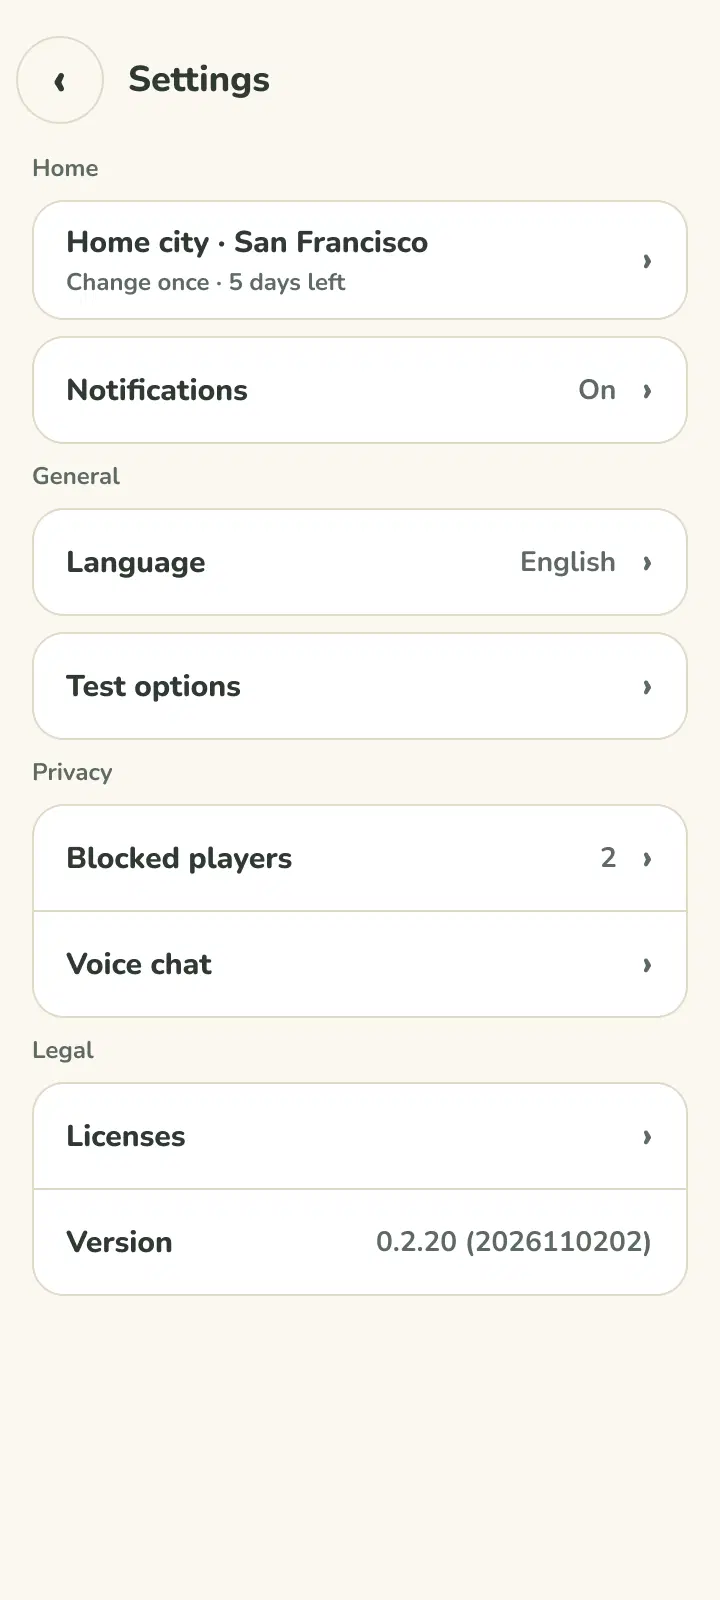 Settings
Home
Home city · San Francisco
Change once · 5 days left
Notifications On
General
Language English
Test options
Privacy
Blocked players 2
Voice chat
Legal
Licenses
Version 0.2.20 (2026110202)